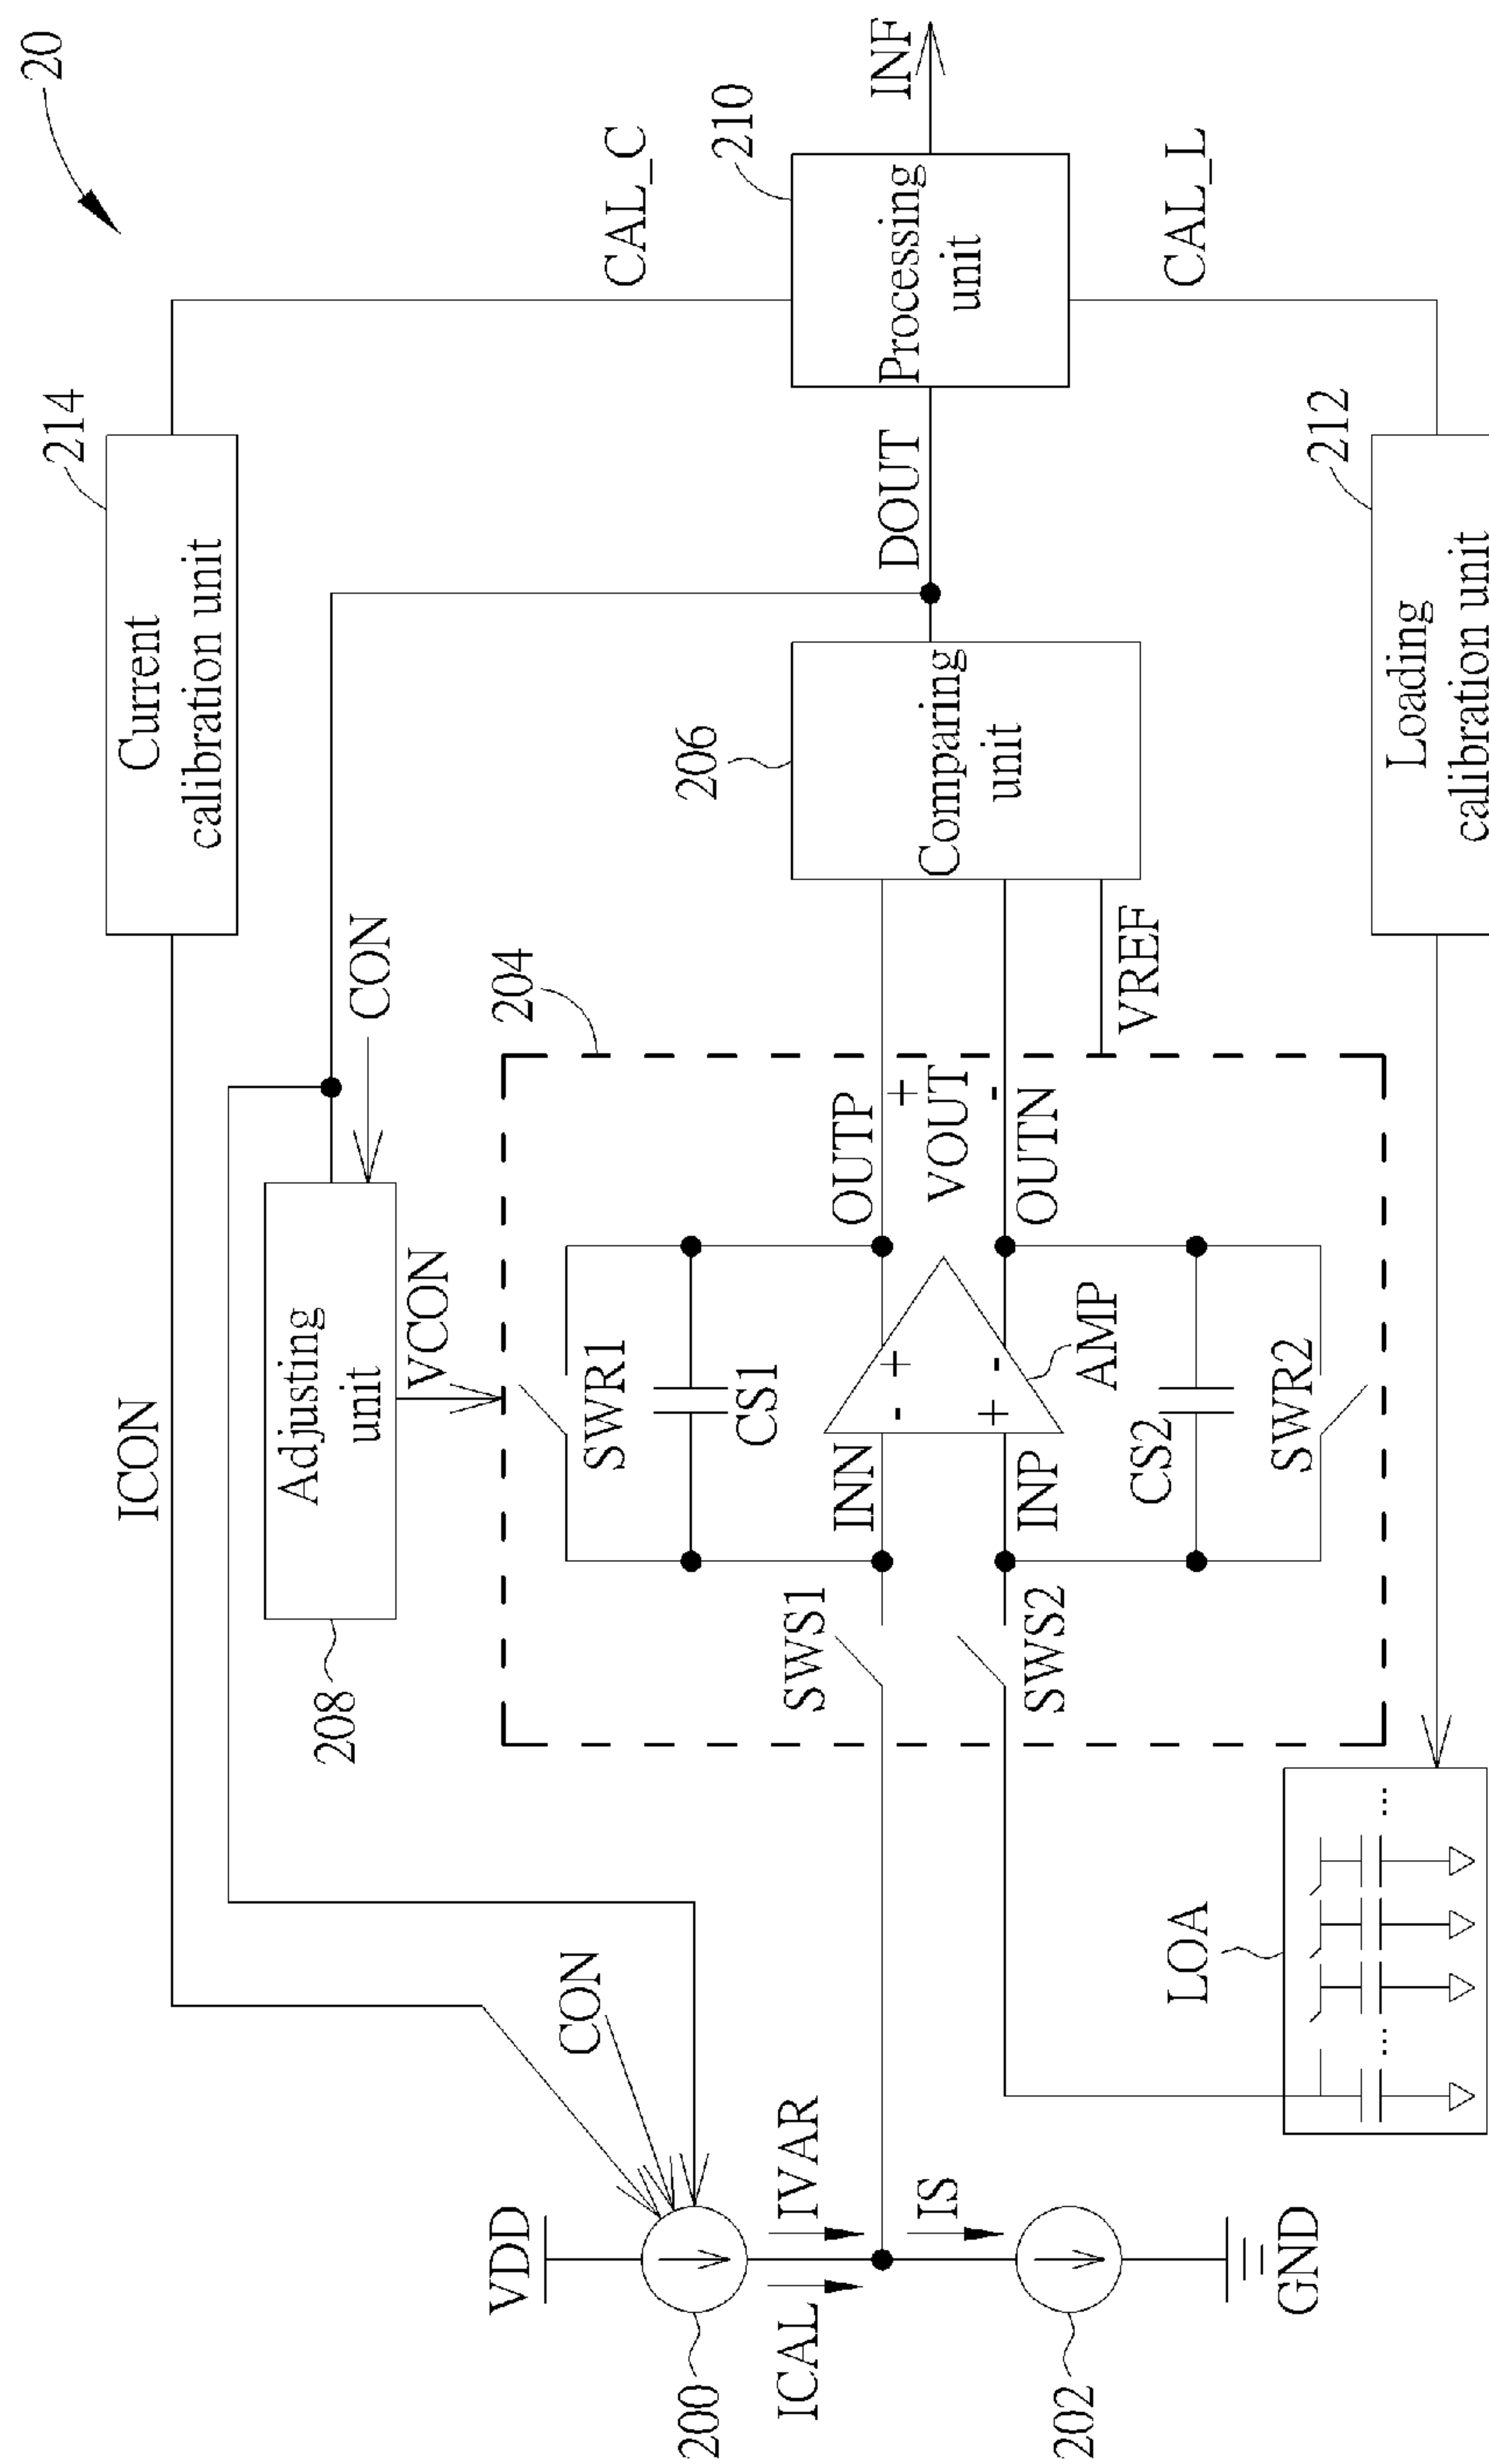 20
214
Current
calibration unit
ICON
CAL_C
CON
Adjusting
unit
208
VCON
204
CON
VDD
200
ICAL
IVAR
IS
202
GND
SWR1
CS1
INN
OUTP
SWS1
-
+
+
VOUT
-
206
Comparing
unit
DOUT
210
Processing
unit
INF
SWS2
INP
+
-
OUTN
AMP
CS2
SWR2
VREF
CAL_L
LOA
...
...
212
Loading
calibration unit